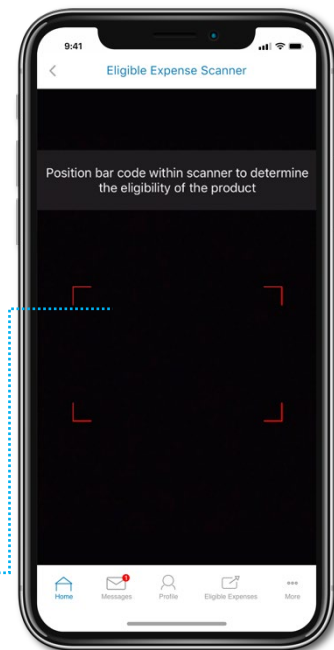 9:41
Eligible Expense Scanner
Position bar code within scanner to determine
the eligibility of the product
1
Home
Messages
Profile
Eligible Expenses
More